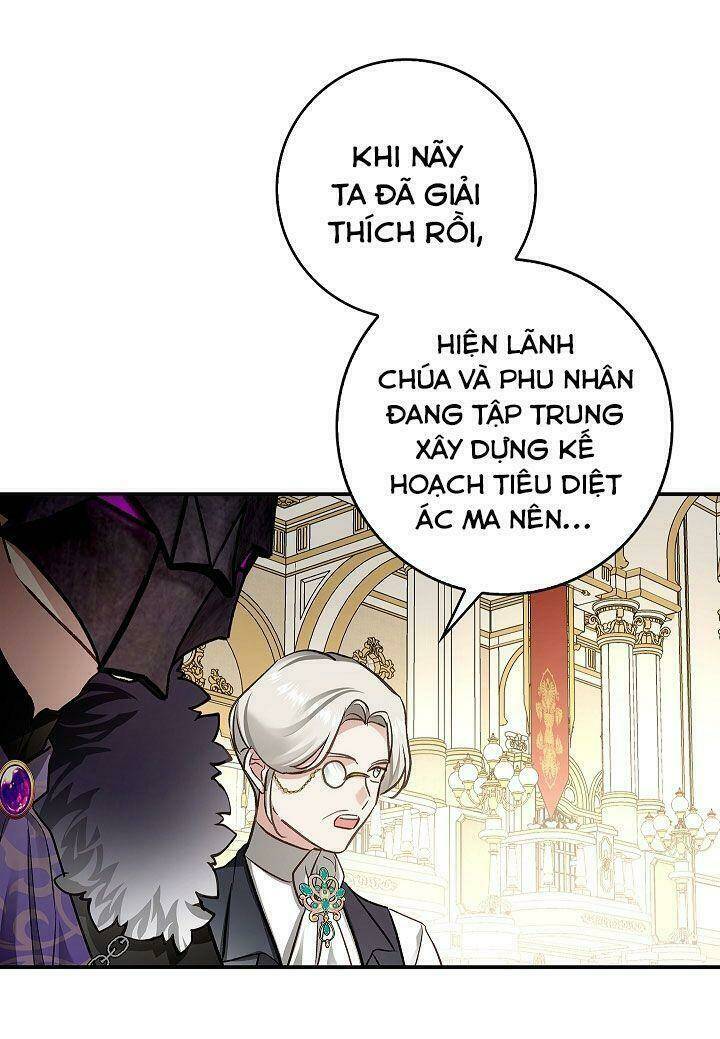 KHI NÃY
TA ĐÃ GIẢI
THÍCH RỒI,
HIỆN LÃNH
CHÚA VÀ PHU NHÂN
ĐANG TẬP TRUNG
XÂY DỰNG KẾ
HOẠCH TIÊU DIỆT
ÁC MA NÊN...